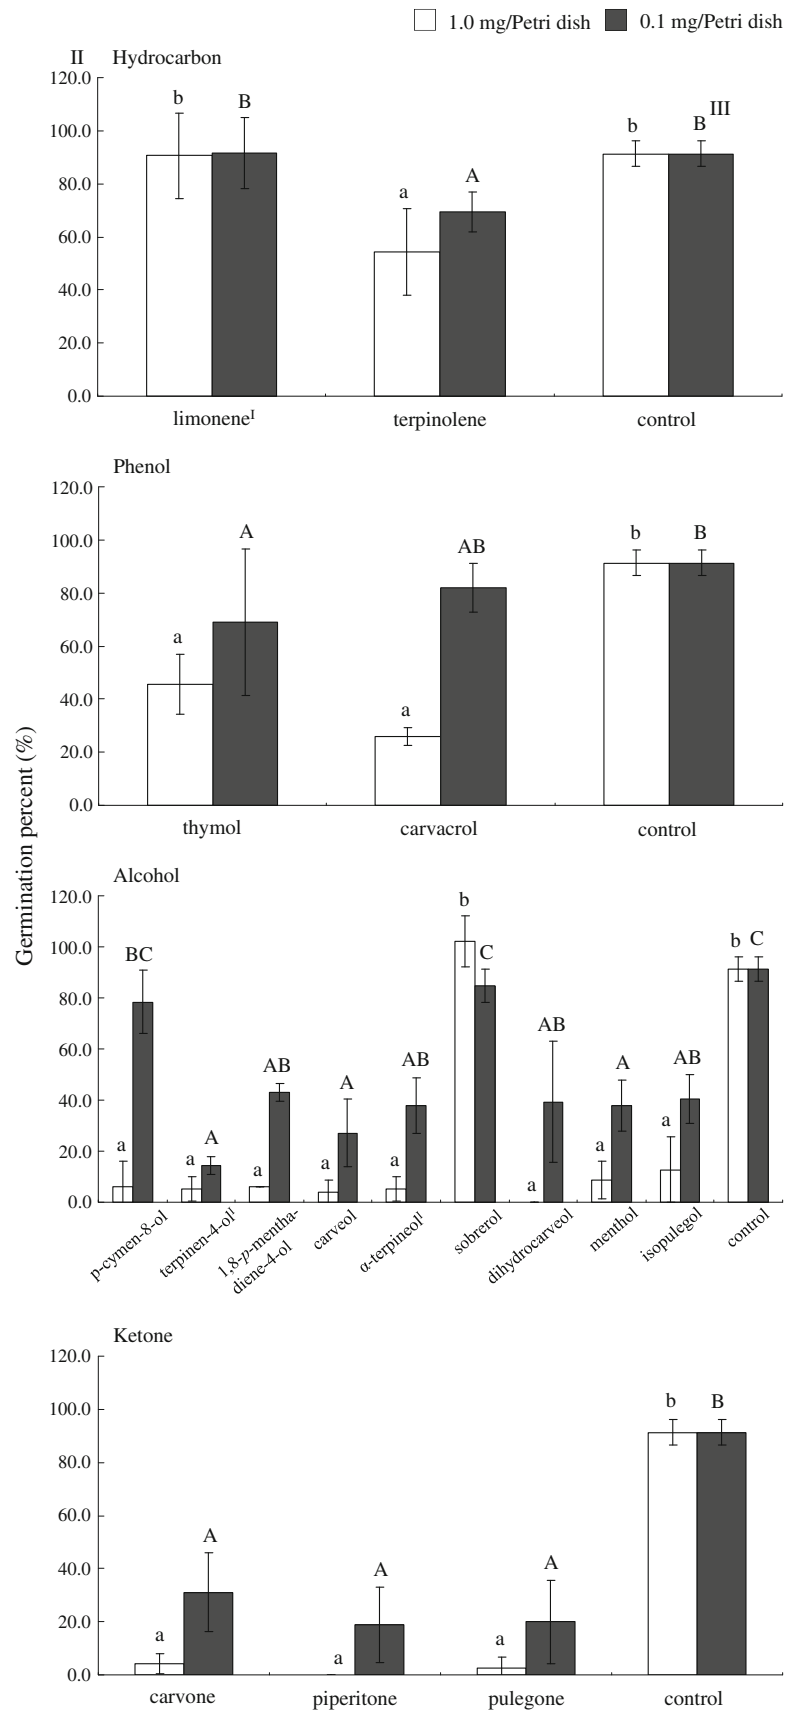 1.0 mg/Petri dish 0.1 mg/Petri dish
II Hydrocarbon
120.0
100.0
80.0
60.0
40.0
20.0
0.0
b B a A b B III
limoneneI terpinolene control
Phenol
120.0
100.0
80.0
60.0
40.0
20.0
0.0
a A a AB b B
thymol carvacrol control
Germination percent (%)
Alcohol
120.0
100.0
80.0
60.0
40.0
20.0
0.0
a BC a A a AB a A a AB b C a AB a A a AB b C
p-cymen-8-ol terpinen-4-olI 1,8-p-mentha-
diene-4-ol carveol α-terpineolI sobrerol dihydrocarveol menthol isopulegol control
Ketone
120.0
100.0
80.0
60.0
40.0
20.0
0.0
a A a A a A b B
carvone piperitone pulegone control